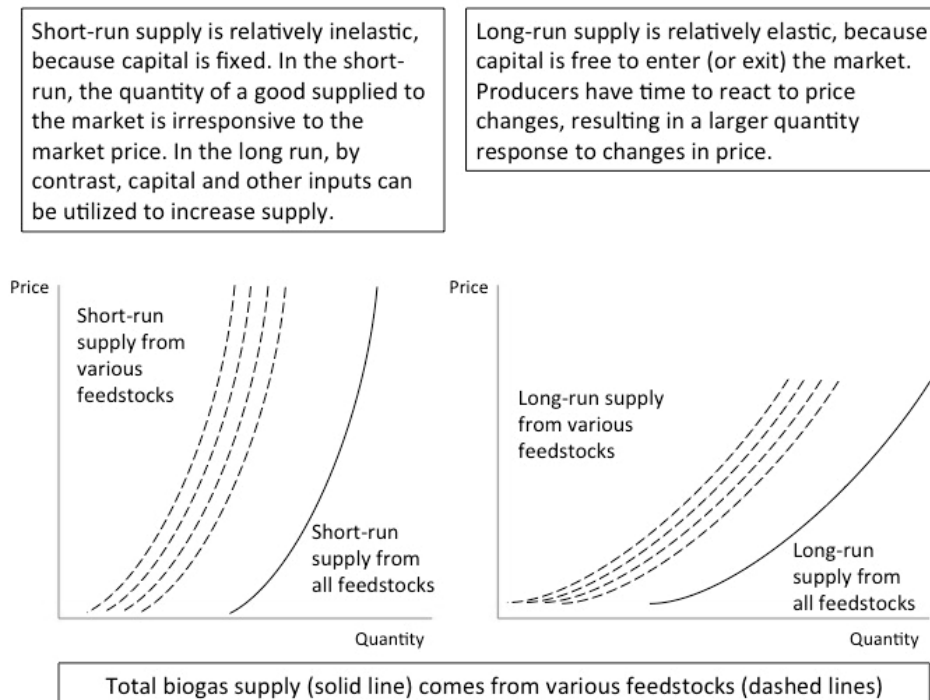 Short-run supply is relatively inelastic,
because capital is fixed. In the short-
run, the quantity of a good supplied to
the market is irresponsive to the
market price. In the long run, by
contrast, capital and other inputs can
be utilized to increase supply.
Long-run supply is relatively elastic, because
capital is free to enter (or exit) the market.
Producers have time to react to price
changes, resulting in a larger quantity
response to changes in price.
Price
Short-run
supply from
various
feedstocks
Short-run
supply from
all feedstocks
Quantity
Price
Long-run supply
from various
feedstocks
Long-run
supply from
all feedstocks
Quantity
Total biogas supply (solid line) comes from various feedstocks (dashed lines)